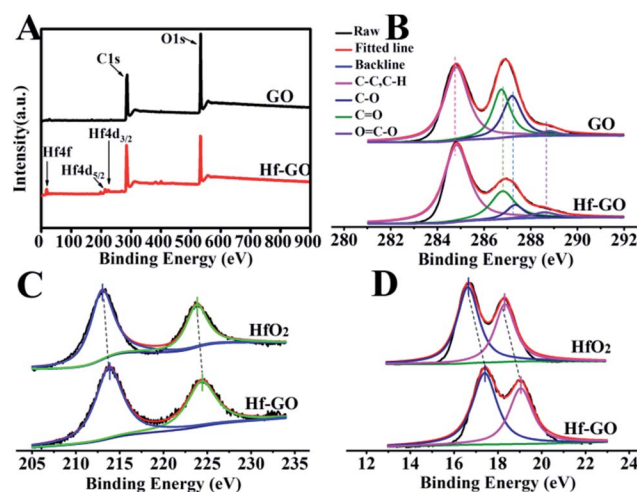 A
B
C1s
O1s
GO
Hf4d3/2
Hf4f
Hf4d5/2
Hf-GO
Intensity(a.u.)
0 100 200 300 400 500 600 700 800 900
Binding Energy (eV)
Raw
Fitted line
Backline
C-C,C-H
C-O
C=O
O=C-O
GO
Hf-GO
280 282 284 286 288 290 292
Binding Energy (eV)
C
HfO2
Hf-GO
205 210 215 220 225 230 235
Binding Energy (eV)
D
HfO2
Hf-GO
14 16 18 20 22 24
Binding Energy (eV)